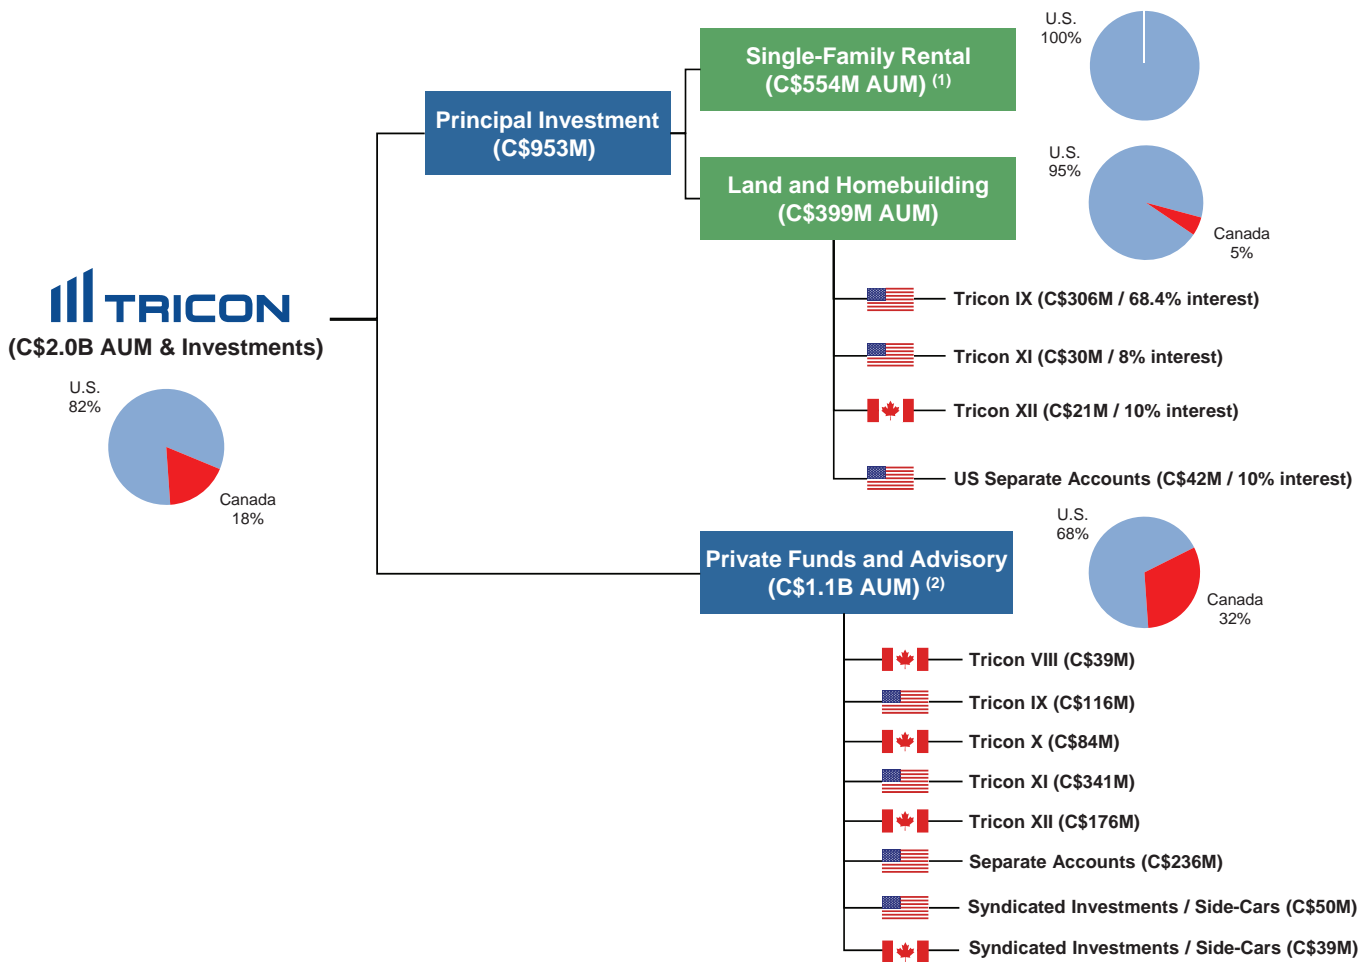 U.S.
100%
Single-Family Rental
(C$554M AUM) (1)
Principal Investment
(C$953M)
U.S.
95%
Land and Homebuilding
(C$399M AUM)
Canada
5%
TRICON
(C$2.0B AUM & Investments)
U.S.
82%
Canada
18%
Tricon IX (C$306M / 68.4% interest)
Tricon XI (C$30M / 8% interest)
Tricon XII (C$21M / 10% interest)
US Separate Accounts (C$42M / 10% interest)
U.S.
68%
Private Funds and Advisory
(C$1.1B AUM) (2)
Canada
32%
Tricon VIII (C$39M)
Tricon IX (C$116M)
Tricon X (C$84M)
Tricon XI (C$341M)
Tricon XII (C$176M)
Separate Accounts (C$236M)
Syndicated Investments / Side-Cars (C$50M)
Syndicated Investments / Side-Cars (C$39M)